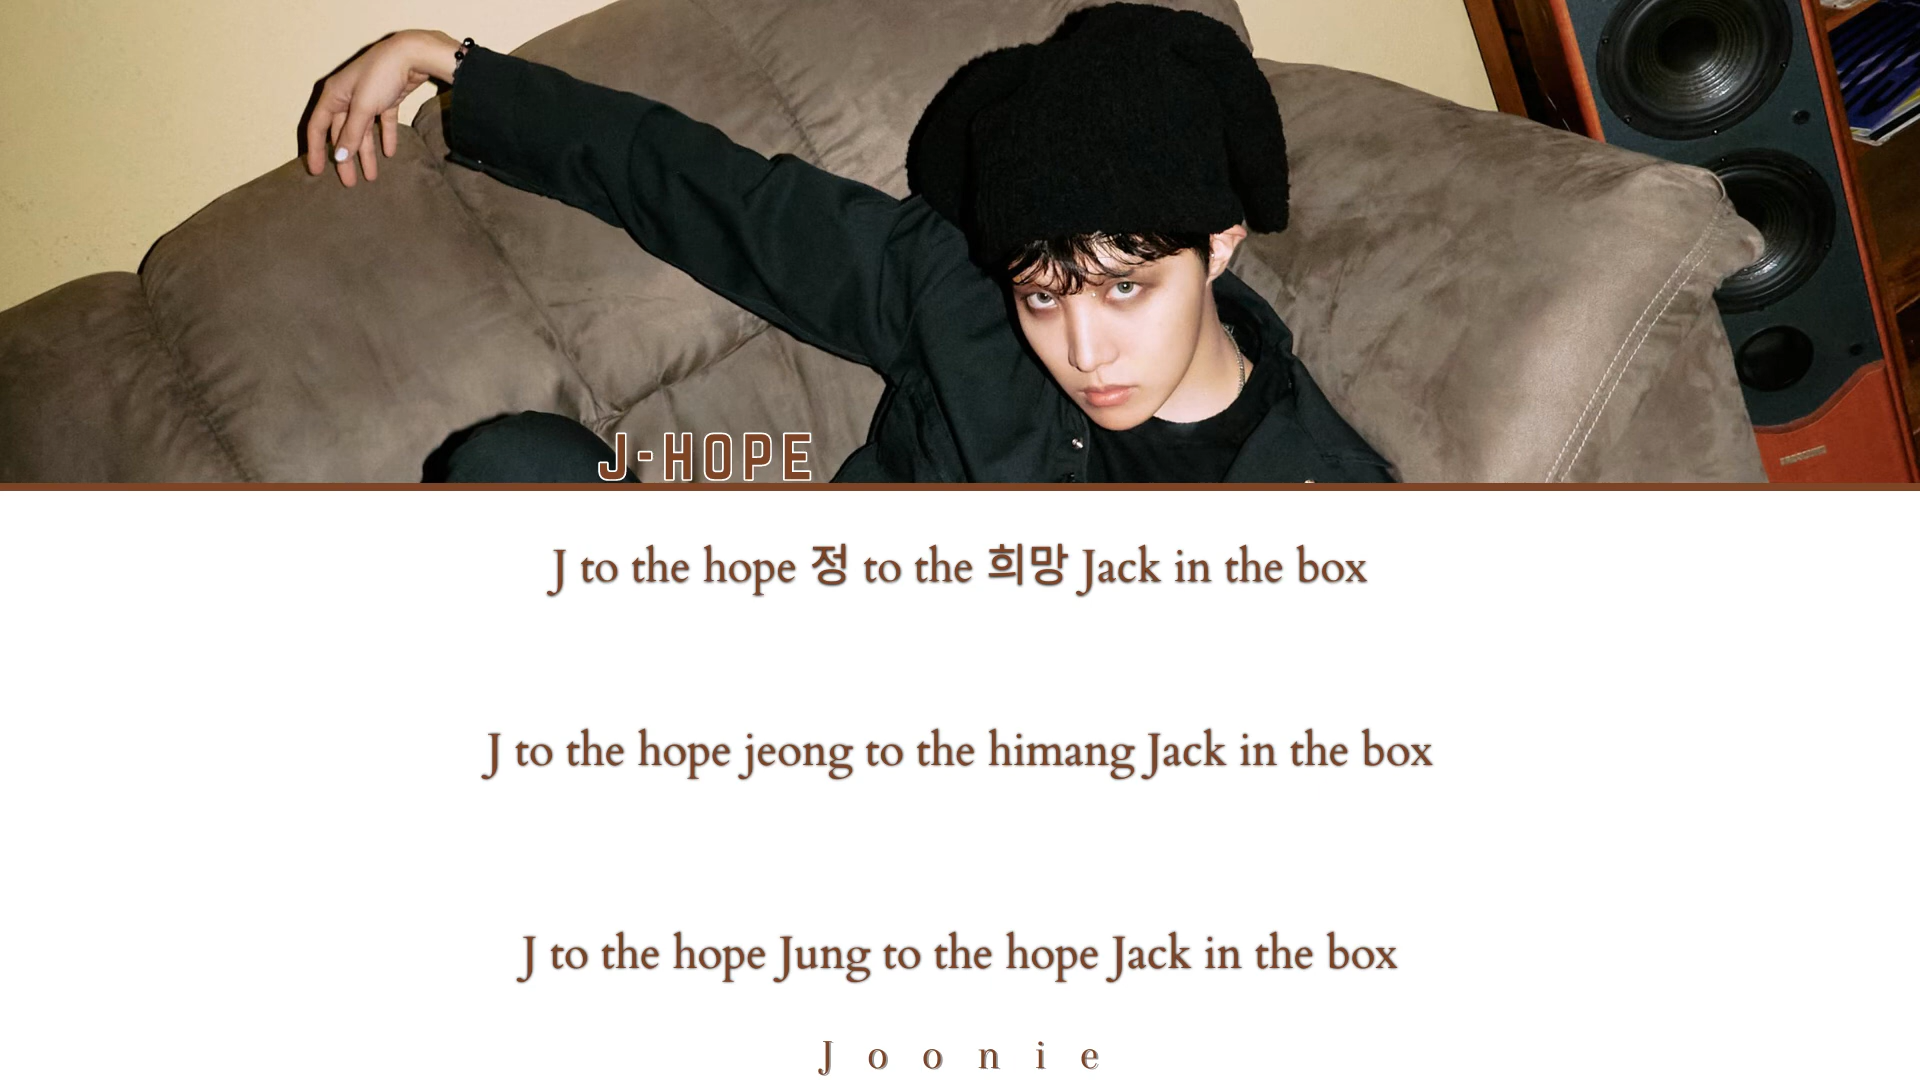 J-HOPE
J to the hope 정 to the 희망 Jack in the box
J to the hope jeong to the himang Jack in the box
J to the hope Jung to the hope Jack in the box
Joonie